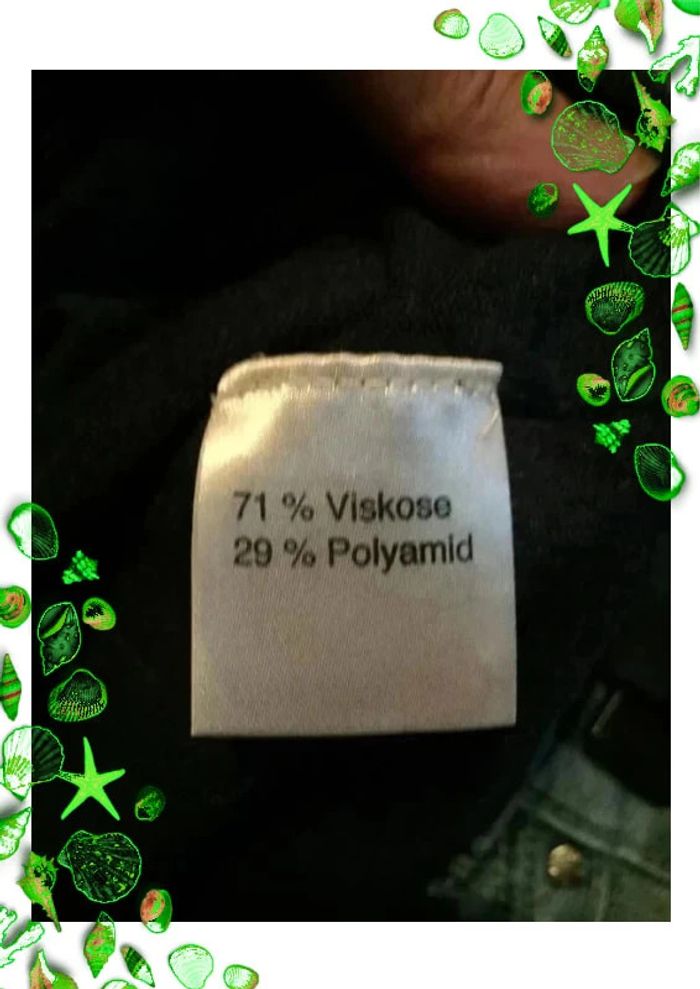 71 % Viskose
29 % Polyamid